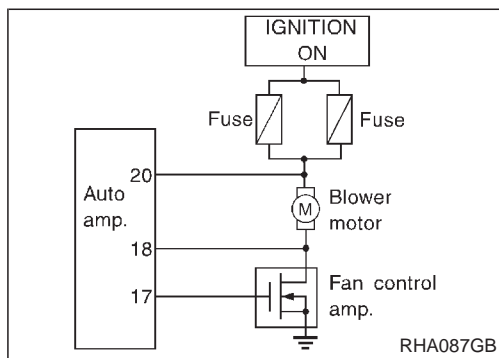 IGNITION
ON
Fuse
Fuse
20
Auto
amp.
M
Blower
motor
18
17
Fan control
amp.
RHA087GB